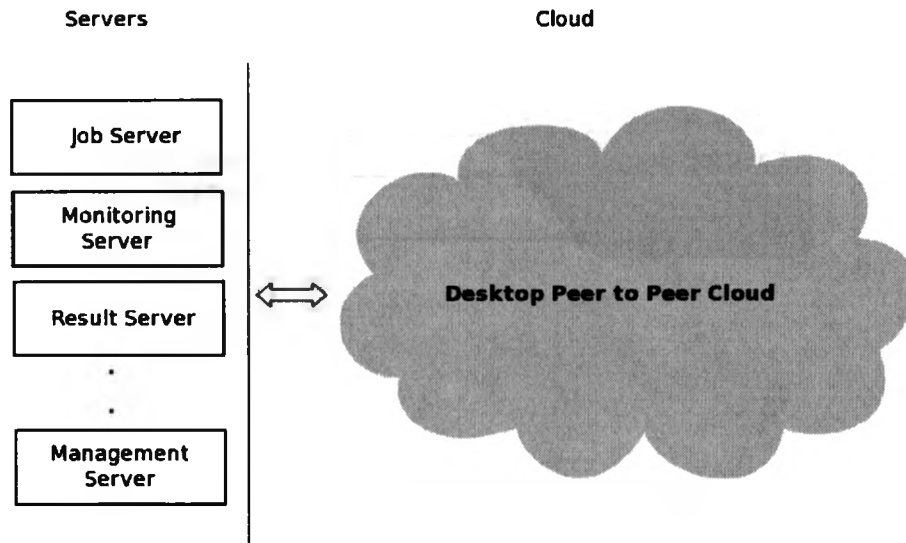 Servers
Cloud
Job Server
Monitoring
Server
Result Server
Management
Server
Desktop Peer to Peer Cloud